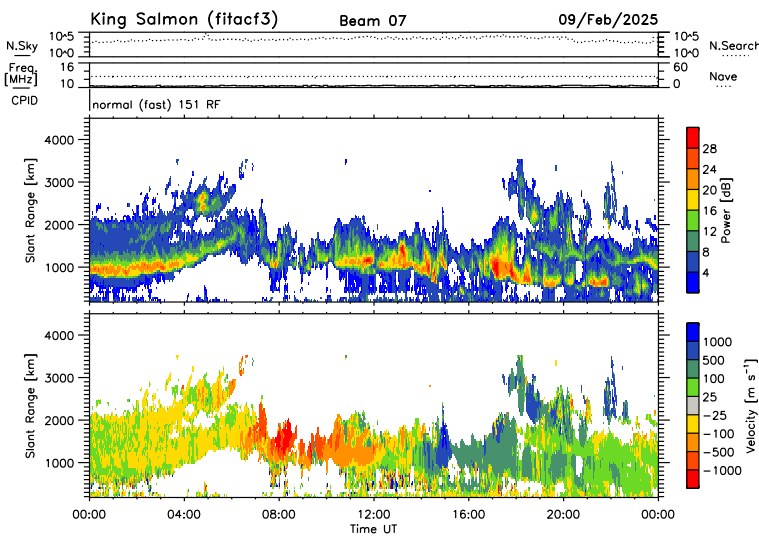 King Salmon (fitacf3) Beam 07 09/Feb/2025
N.Sky 10^5 10^0 10^5 10^0 N.Search
Freq. [MHz] 16 10 60 0 Nave
CPID normal (fast) 151 RF
Slant Range [km] 4000 3000 2000 1000
28 24 20 16 12 8 4 Power [dB]
Slant Range [km] 4000 3000 2000 1000
1000 500 100 25 −25 −100 −500 −1000 Velocity [m s⁻¹]
00:00 04:00 08:00 12:00 16:00 20:00 00:00
Time UT